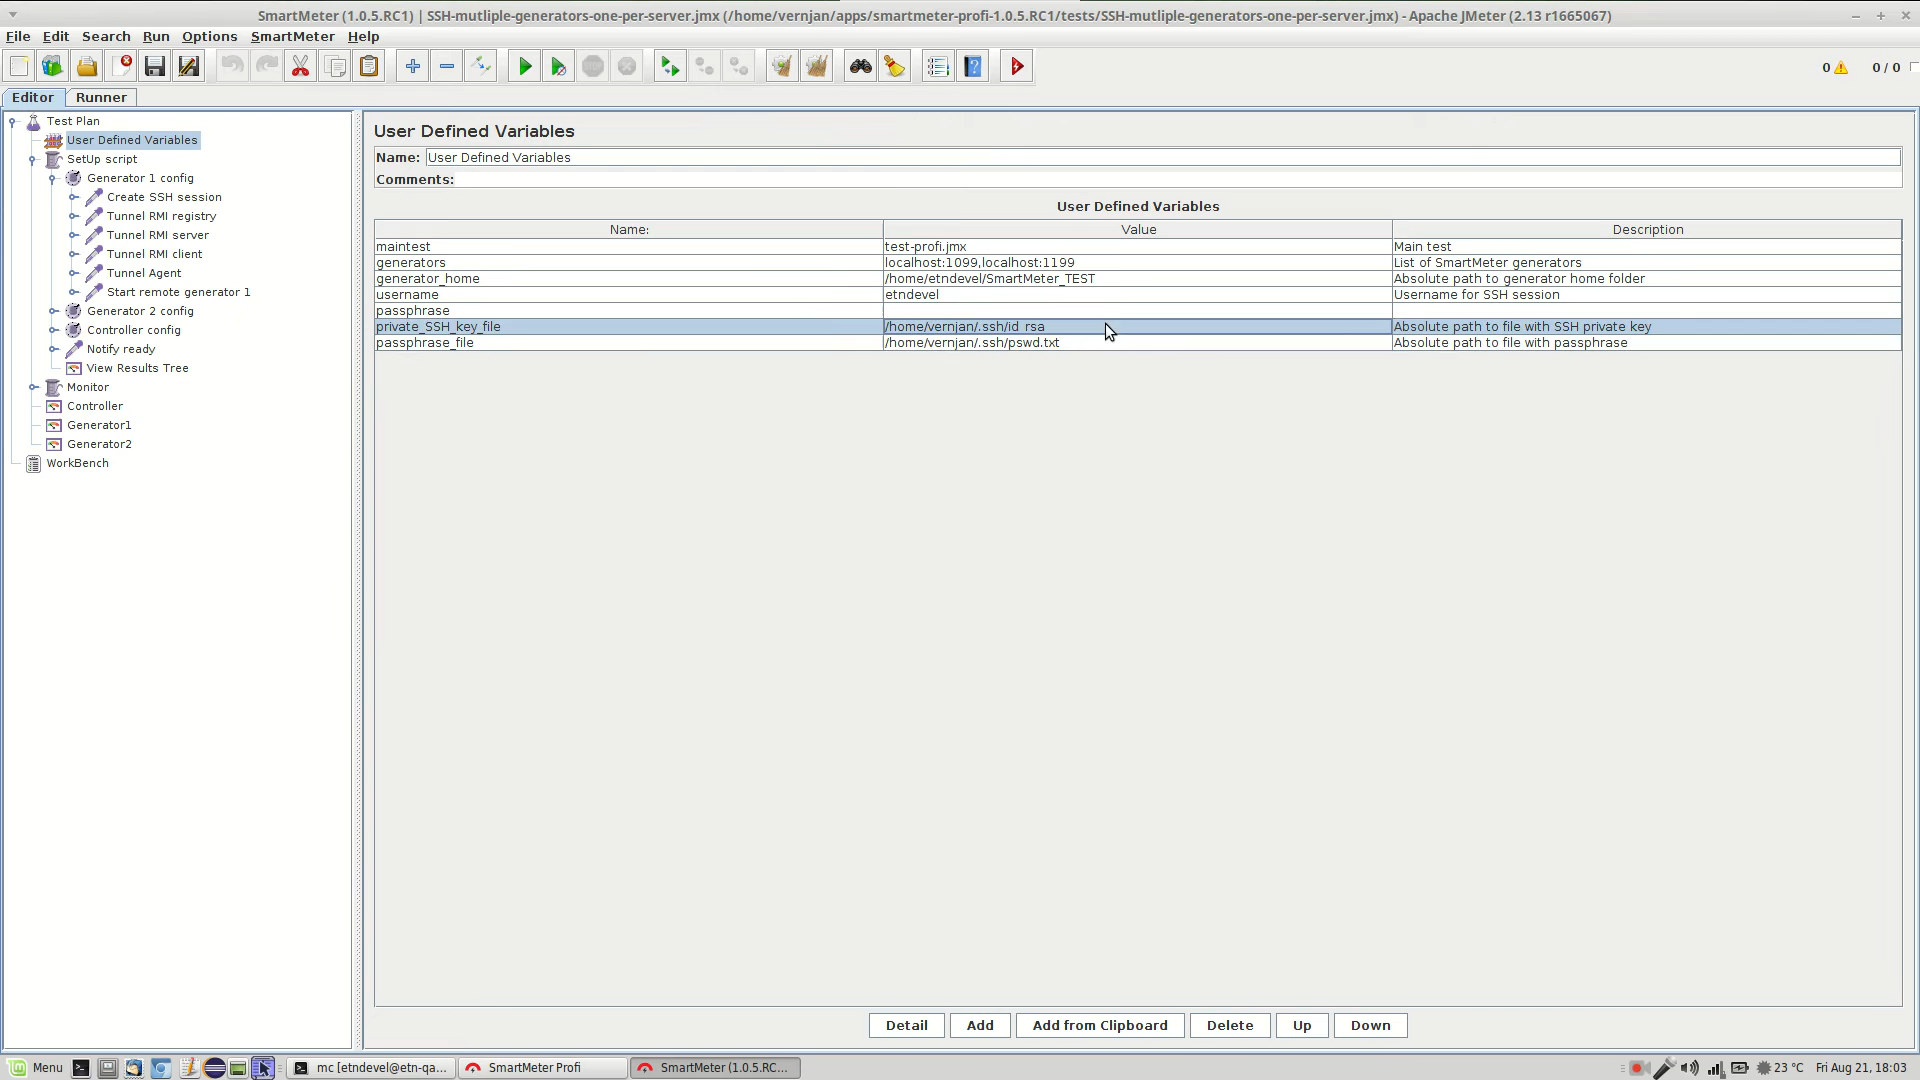 SmartMeter (1.0.5.RC1) | SSH-mutliple-generators-one-per-server.jmx (/home/vernjan/apps/smartmeter-profi-1.0.5.RC1/tests/SSH-mutliple-generators-one-per-server.jmx) - Apache JMeter (2.13 r1665067)
File Edit Search Run Options SmartMeter Help
0 0 / 0
Editor Runner
Test Plan
User Defined Variables
SetUp script
Generator 1 config
Create SSH session
Tunnel RMI registry
Tunnel RMI server
Tunnel RMI client
Tunnel Agent
Start remote generator 1
Generator 2 config
Controller config
Notify ready
View Results Tree
Monitor
Controller
Generator1
Generator2
WorkBench
User Defined Variables
Name: User Defined Variables
Comments:
User Defined Variables
Name: Value Description
maintest test-profi.jmx Main test
generators localhost:1099,localhost:1199 List of SmartMeter generators
generator_home /home/etndevel/SmartMeter_TEST Absolute path to generator home folder
username etndevel Username for SSH session
passphrase
private_SSH_key_file /home/vernjan/.ssh/id_rsa Absolute path to file with SSH private key
passphrase_file /home/vernjan/.ssh/pswd.txt Absolute path to file with passphrase
Detail Add Add from Clipboard Delete Up Down
Menu mc [etndevel@etn-qa... SmartMeter Profi SmartMeter (1.0.5.RC... 23 °C Fri Aug 21, 18:03